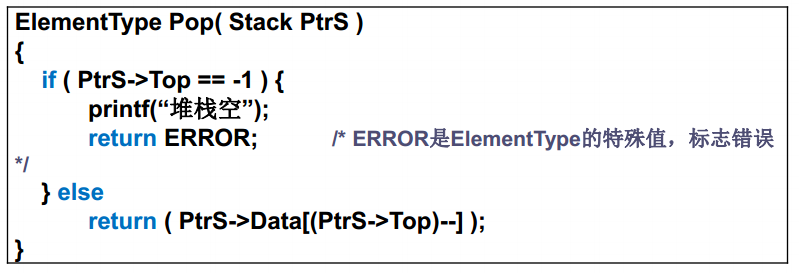 ElementType Pop( Stack PtrS )
{
if ( PtrS->Top == -1 ) {
printf(“堆栈空”);
return ERROR; /* ERROR是ElementType的特殊值，标志错误
*/
} else
return ( PtrS->Data[(PtrS->Top)--] );
}